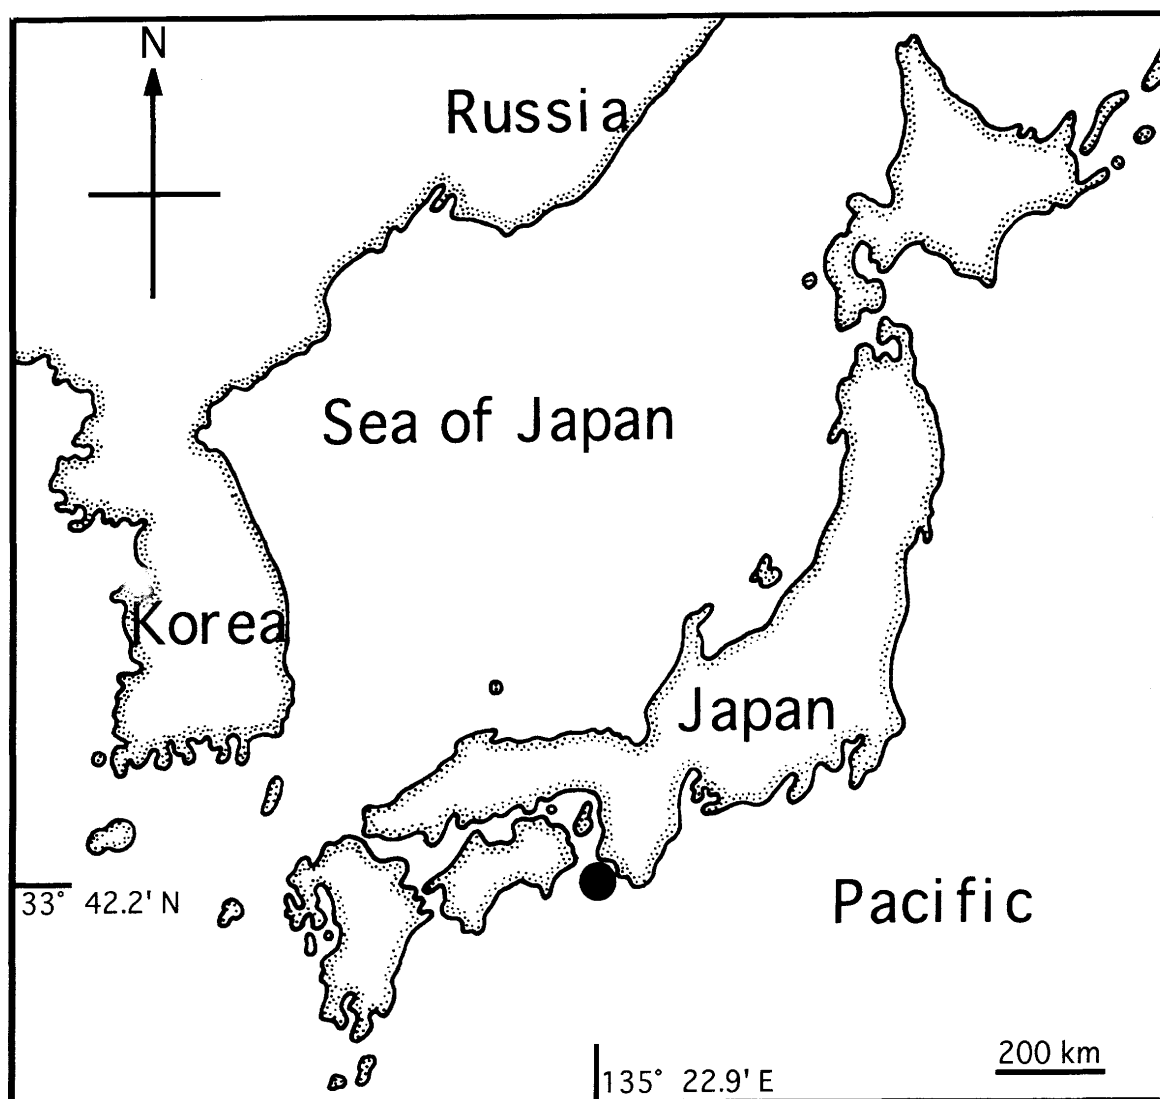 N
Russia
Sea of Japan
Korea
Japan
33° 42.2' N
Pacific
200 km
135° 22.9' E